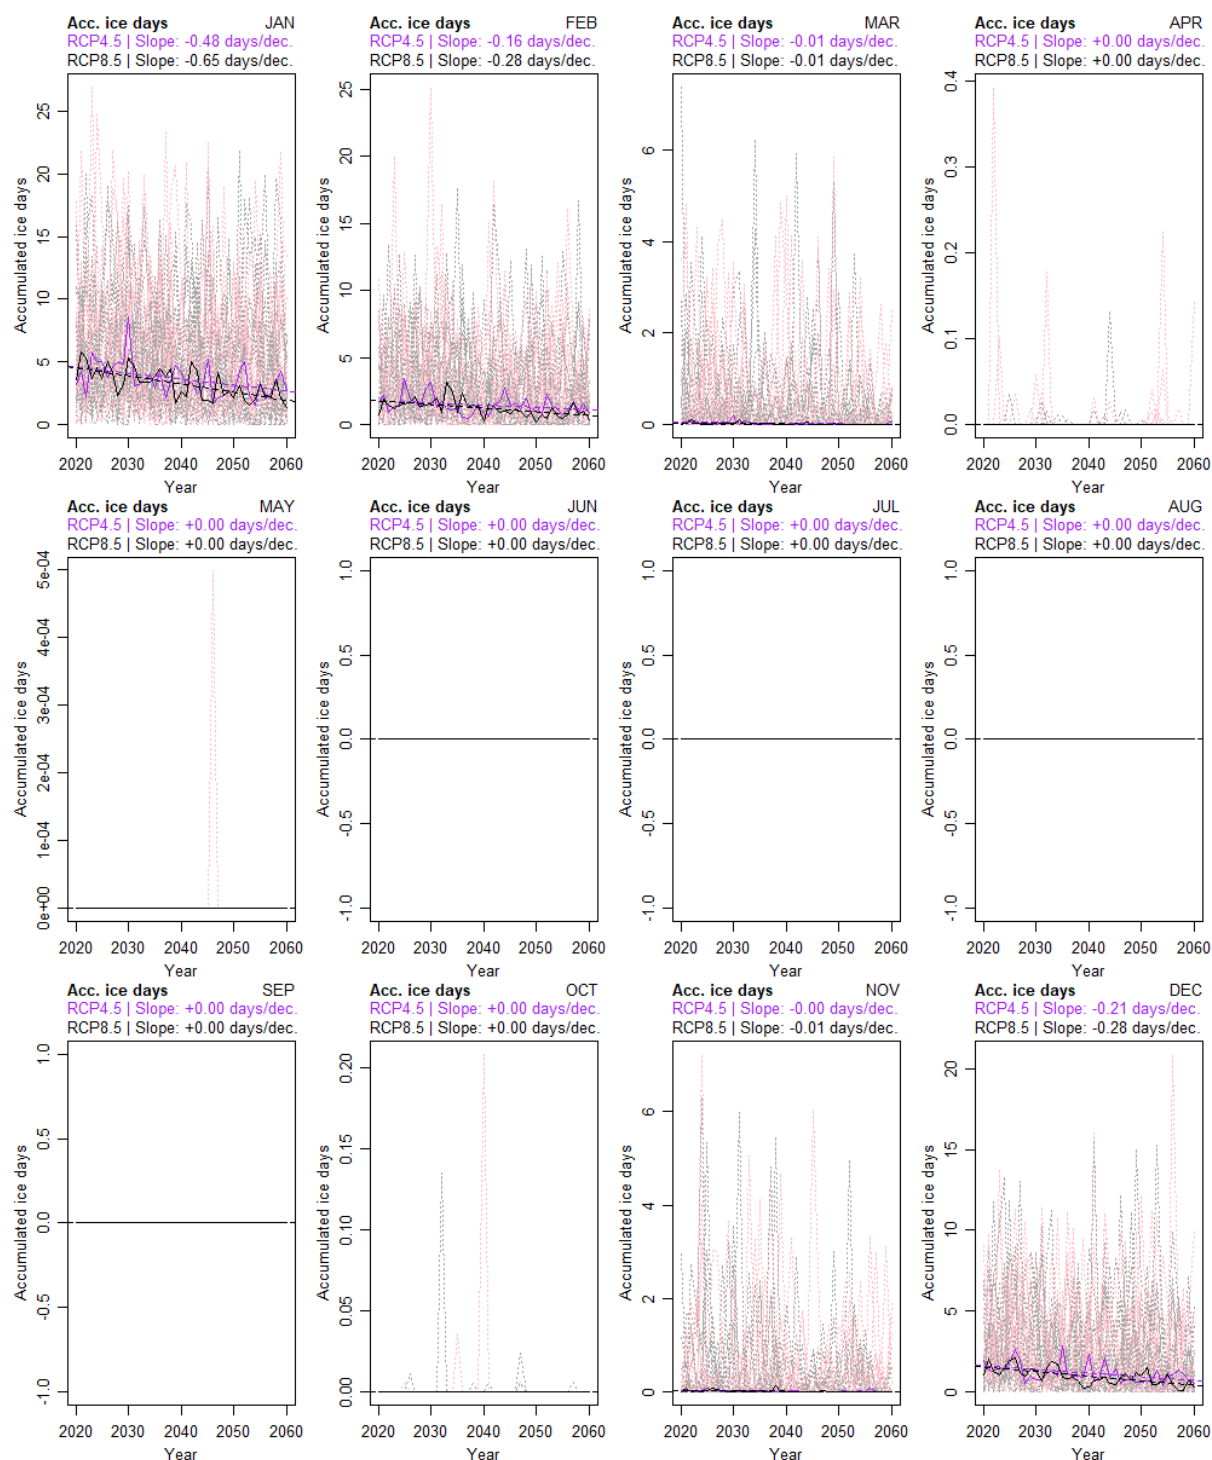 Acc. ice days JAN
RCP4.5 | Slope: -0.48 days/dec.
RCP8.5 | Slope: -0.65 days/dec.
Accumulated ice days
0 5 10 15 20 25
2020 2030 2040 2050 2060
Year
Acc. ice days FEB
RCP4.5 | Slope: -0.16 days/dec.
RCP8.5 | Slope: -0.28 days/dec.
Accumulated ice days
0 5 10 15 20 25
2020 2030 2040 2050 2060
Year
Acc. ice days MAR
RCP4.5 | Slope: -0.01 days/dec.
RCP8.5 | Slope: -0.01 days/dec.
Accumulated ice days
0 2 4 6
2020 2030 2040 2050 2060
Year
Acc. ice days APR
RCP4.5 | Slope: +0.00 days/dec.
RCP8.5 | Slope: +0.00 days/dec.
Accumulated ice days
0.0 0.1 0.2 0.3 0.4
2020 2030 2040 2050 2060
Year
Acc. ice days MAY
RCP4.5 | Slope: +0.00 days/dec.
RCP8.5 | Slope: +0.00 days/dec.
Accumulated ice days
0e+00 1e-04 2e-04 3e-04 4e-04 5e-04
2020 2030 2040 2050 2060
Year
Acc. ice days JUN
RCP4.5 | Slope: +0.00 days/dec.
RCP8.5 | Slope: +0.00 days/dec.
Accumulated ice days
-1.0 -0.5 0.0 0.5 1.0
2020 2030 2040 2050 2060
Year
Acc. ice days JUL
RCP4.5 | Slope: +0.00 days/dec.
RCP8.5 | Slope: +0.00 days/dec.
Accumulated ice days
-1.0 -0.5 0.0 0.5 1.0
2020 2030 2040 2050 2060
Year
Acc. ice days AUG
RCP4.5 | Slope: +0.00 days/dec.
RCP8.5 | Slope: +0.00 days/dec.
Accumulated ice days
-1.0 -0.5 0.0 0.5 1.0
2020 2030 2040 2050 2060
Year
Acc. ice days SEP
RCP4.5 | Slope: +0.00 days/dec.
RCP8.5 | Slope: +0.00 days/dec.
Accumulated ice days
-1.0 -0.5 0.0 0.5 1.0
2020 2030 2040 2050 2060
Year
Acc. ice days OCT
RCP4.5 | Slope: +0.00 days/dec.
RCP8.5 | Slope: +0.00 days/dec.
Accumulated ice days
0.00 0.05 0.10 0.15 0.20
2020 2030 2040 2050 2060
Year
Acc. ice days NOV
RCP4.5 | Slope: -0.00 days/dec.
RCP8.5 | Slope: -0.01 days/dec.
Accumulated ice days
0 2 4 6
2020 2030 2040 2050 2060
Year
Acc. ice days DEC
RCP4.5 | Slope: -0.21 days/dec.
RCP8.5 | Slope: -0.28 days/dec.
Accumulated ice days
0 5 10 15 20
2020 2030 2040 2050 2060
Year